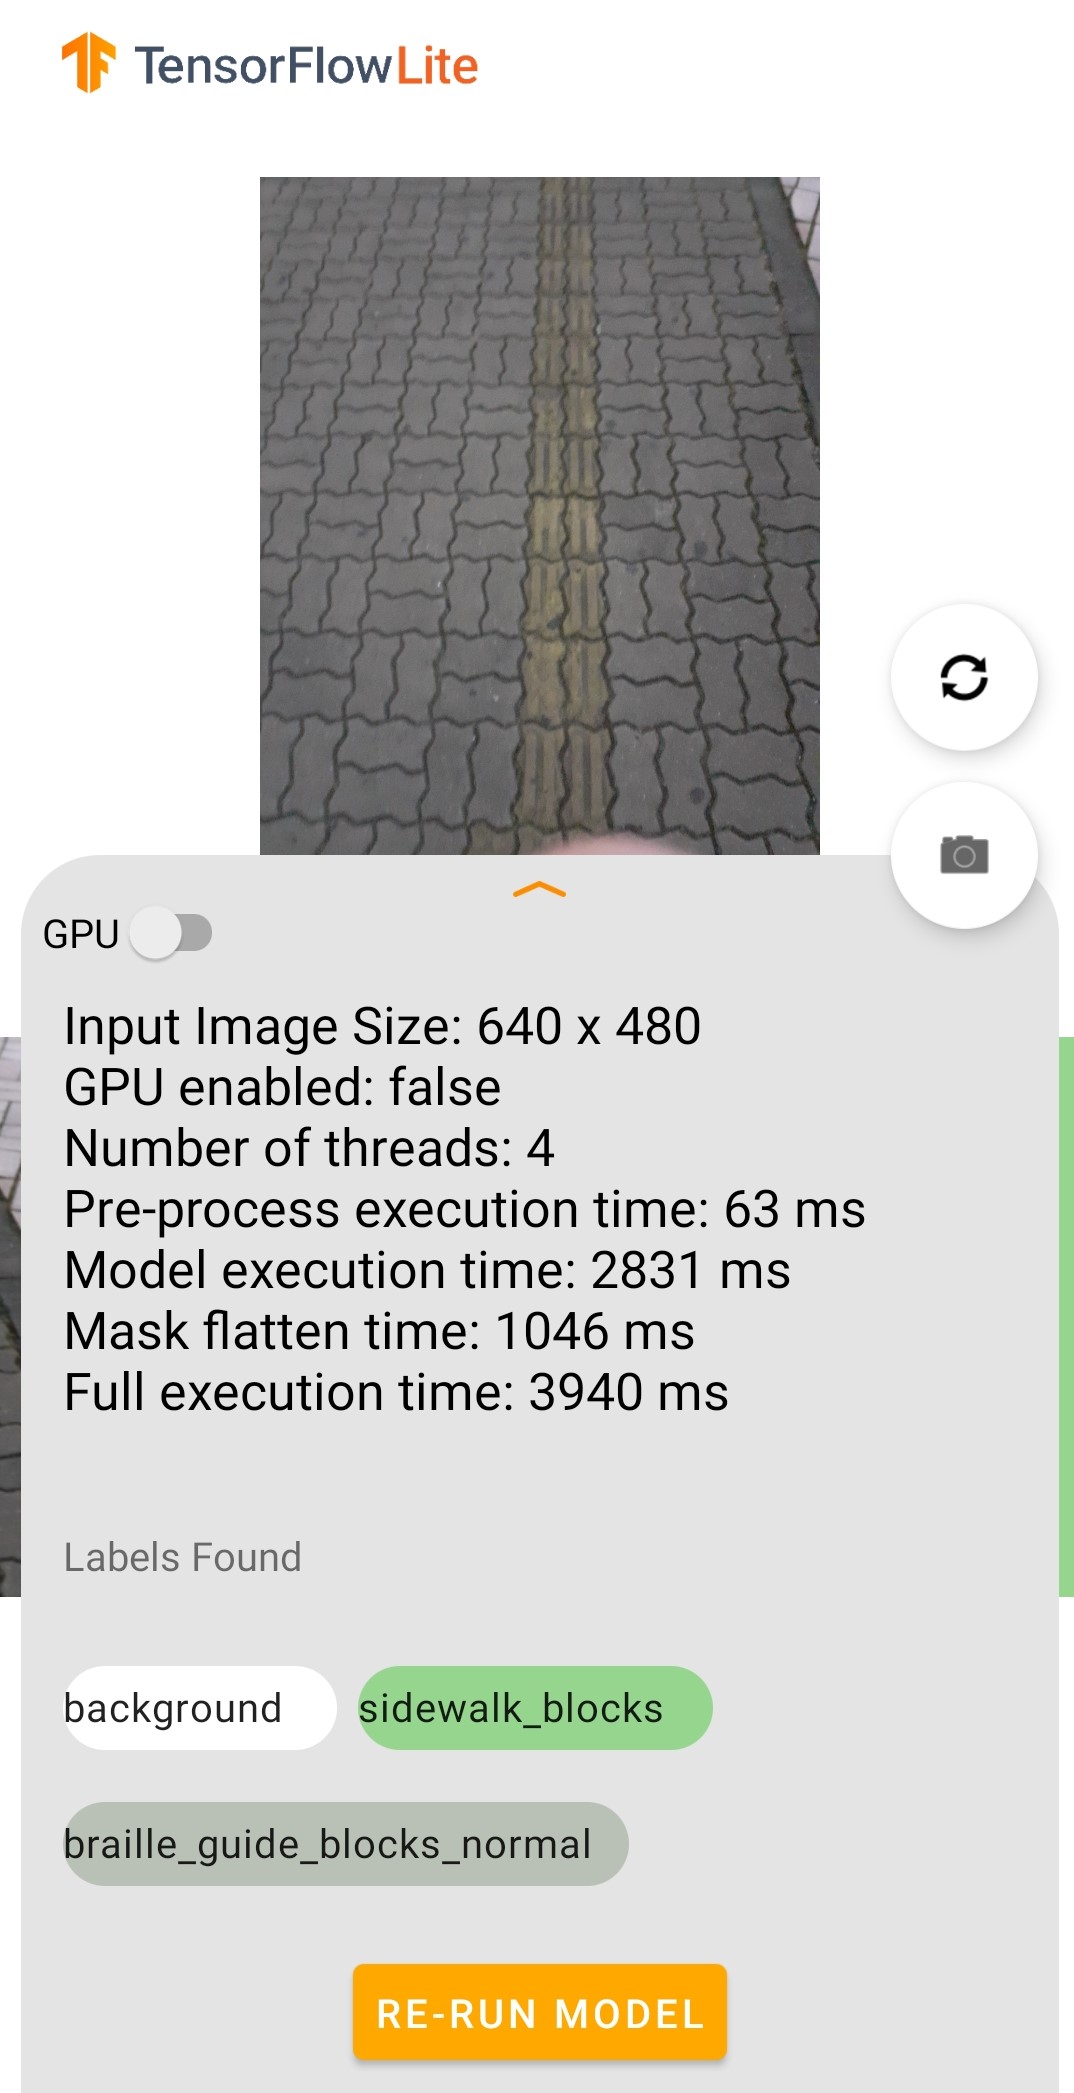 TensorFlowLite
GPU
Input Image Size: 640 x 480
GPU enabled: false
Number of threads: 4
Pre-process execution time: 63 ms
Model execution time: 2831 ms
Mask flatten time: 1046 ms
Full execution time: 3940 ms
Labels Found
background sidewalk_blocks
braille_guide_blocks_normal
RE-RUN MODEL